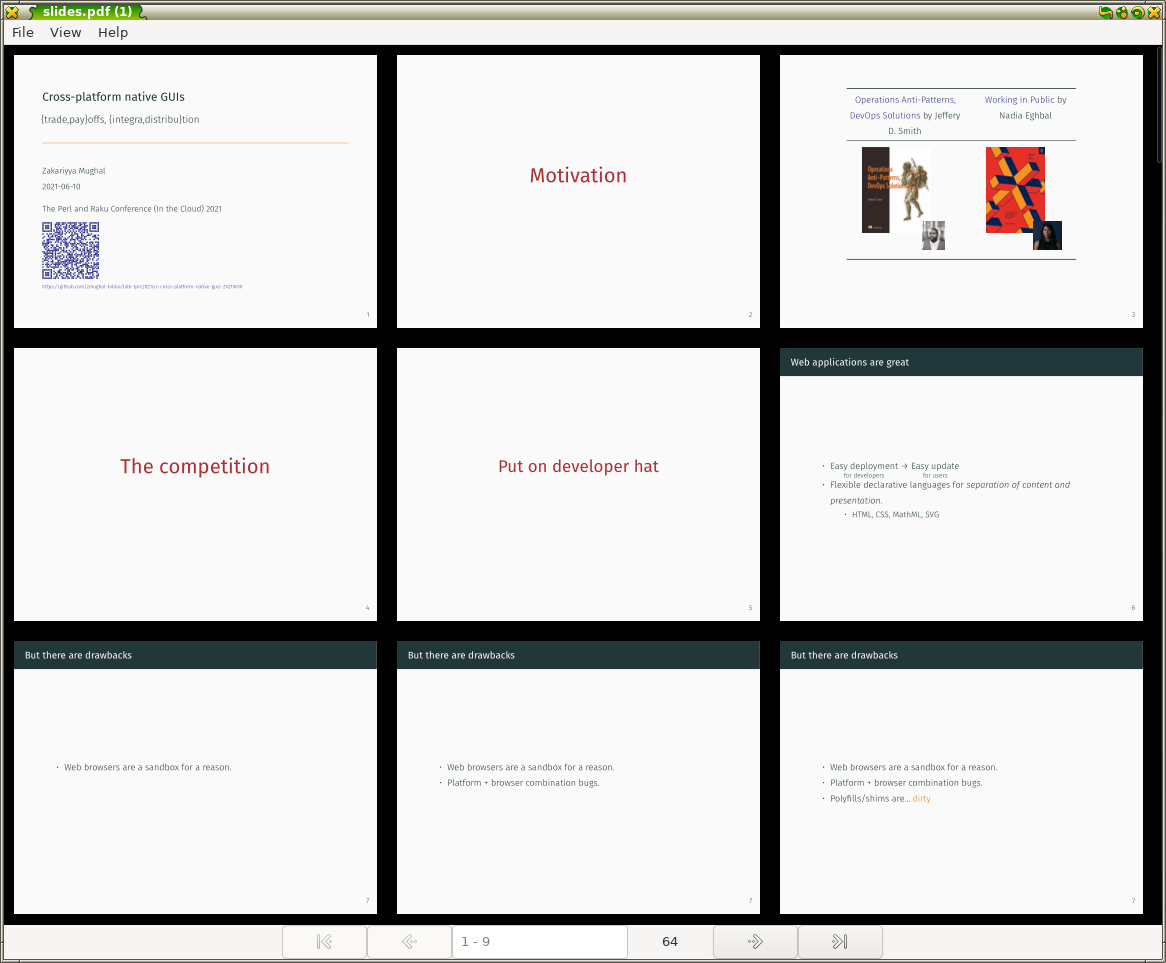 slides.pdf (1)
File View Help
Cross-platform native GUIs
{trade,pay}offs, {integra,distribu}tion
Zakariyya Mughal
2021-06-10
The Perl and Raku Conference (In the Cloud) 2021
1
Motivation
2
Operations Anti-Patterns,
DevOps Solutions by Jeffery
D. Smith
Working in Public by
Nadia Eghbal
Operations
Anti-Patterns,
DevOps Solutions
3
The competition
4
Put on developer hat
5
Web applications are great
· Easy deployment → Easy update
for developers for users
· Flexible declarative languages for separation of content and
presentation.
· HTML, CSS, MathML, SVG
6
But there are drawbacks
· Web browsers are a sandbox for a reason.
7
But there are drawbacks
· Web browsers are a sandbox for a reason.
· Platform + browser combination bugs.
7
But there are drawbacks
· Web browsers are a sandbox for a reason.
· Platform + browser combination bugs.
· Polyfills/shims are... dirty
7
1 - 9
64